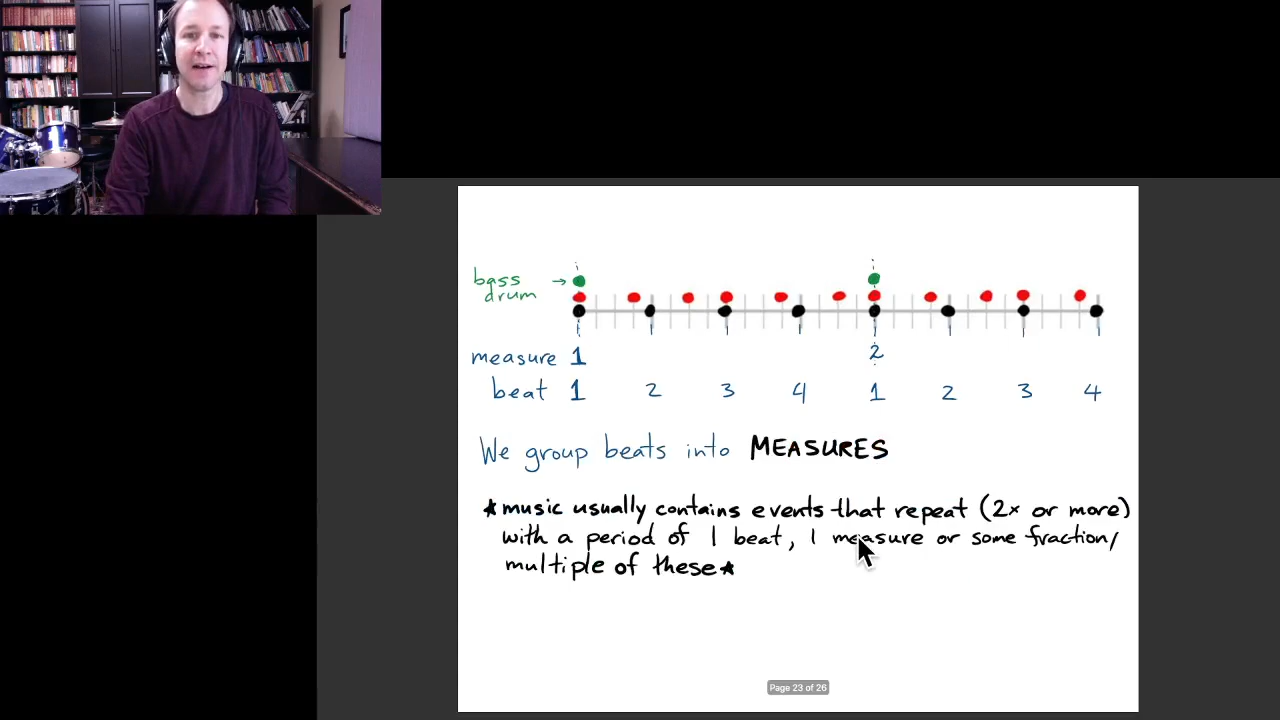 bass → drum
measure 1 2
beat 1 2 3 4 1 2 3 4
We group beats into MEASURES
★ music usually contains events that repeat (2x or more)
with a period of 1 beat, 1 measure or some fraction/
multiple of these ★
Page 23 of 26